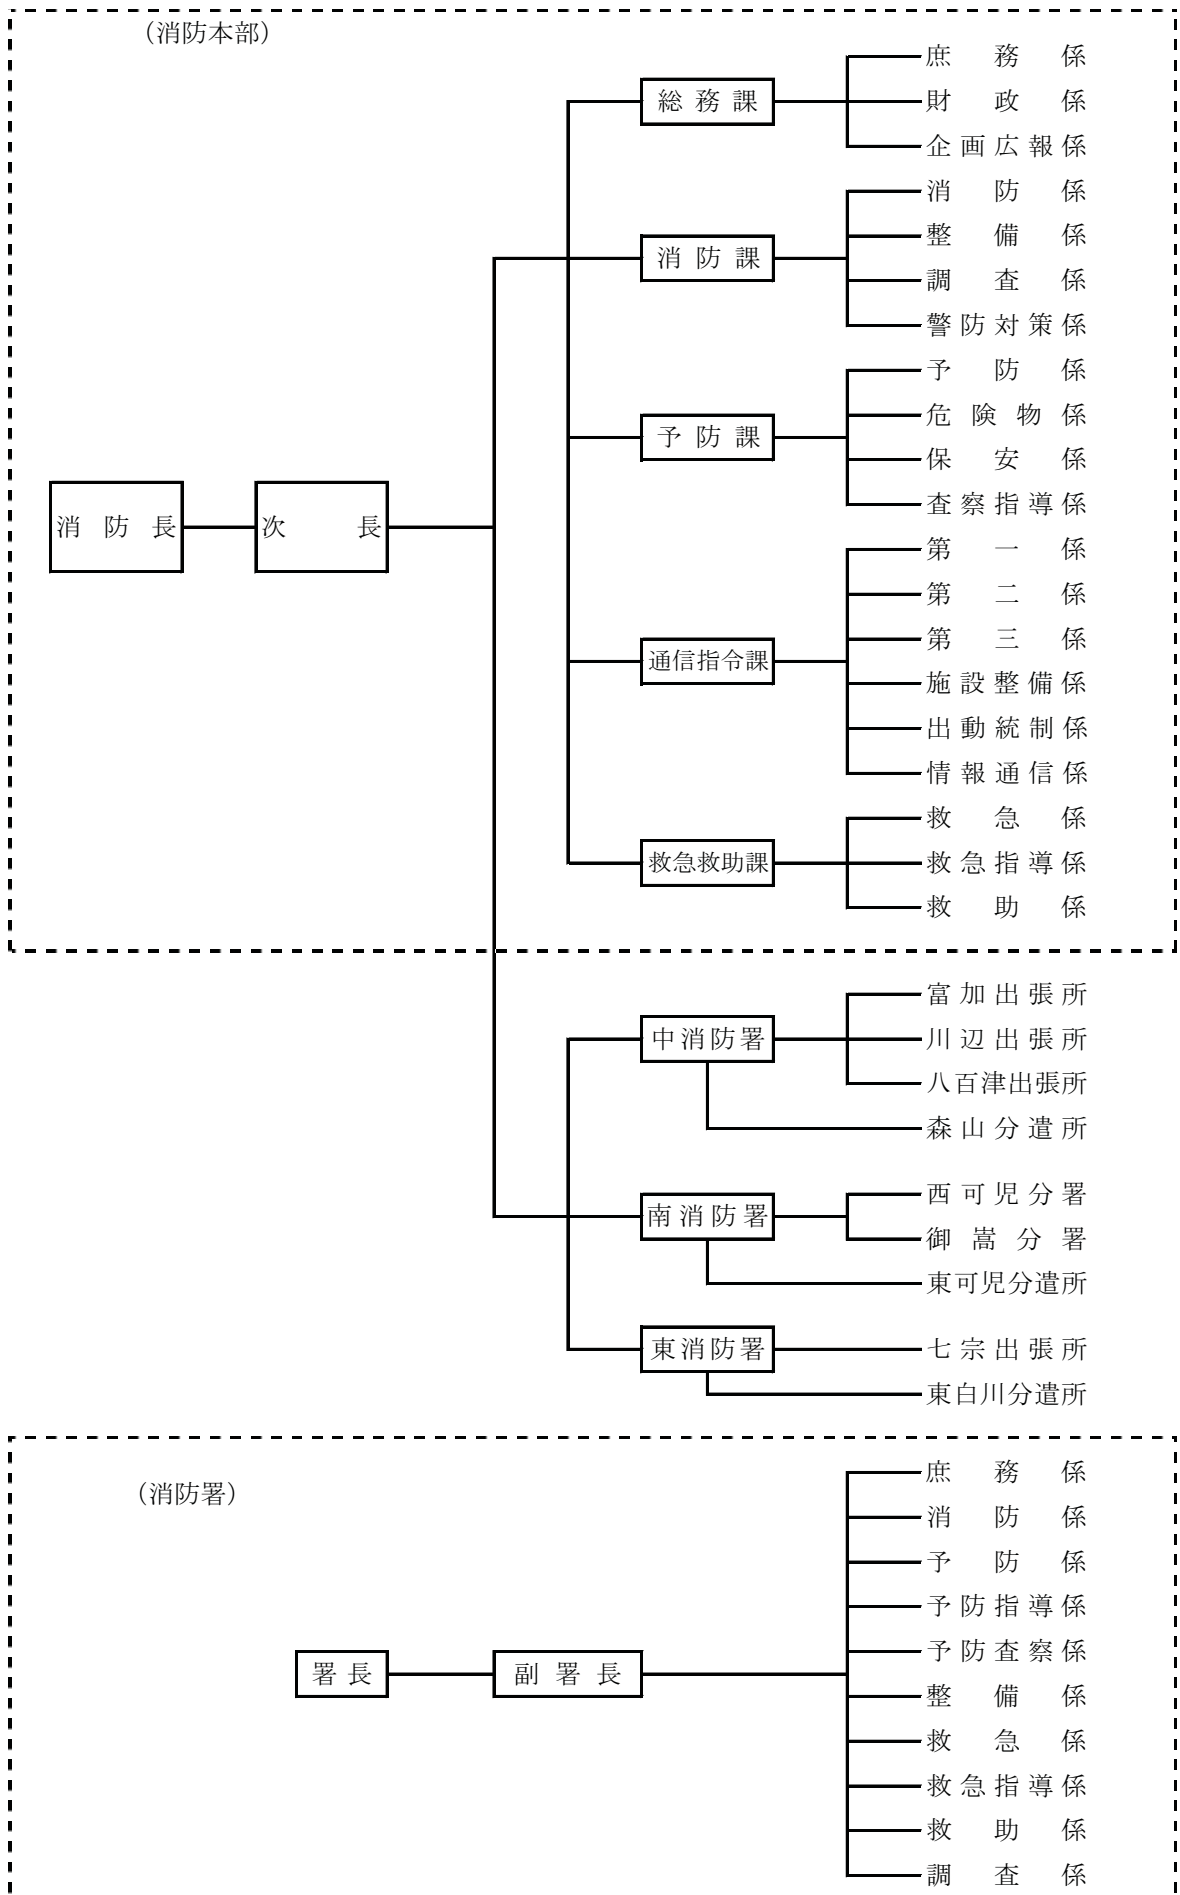 （消防本部）
庶務係
総務課
財政係
企画広報係
消防係
整備係
消防課
調査係
警防対策係
予防係
危険物係
予防課
保安係
査察指導係
消防長
次長
第一係
第二係
第三係
通信指令課
施設整備係
出動統制係
情報通信係
救急係
救急救助課
救急指導係
救助係
富加出張所
中消防署
川辺出張所
八百津出張所
森山分遣所
西可児分署
南消防署
御嵩分署
東可児分遣所
東消防署
七宗出張所
東白川分遣所
（消防署）
庶務係
消防係
予防係
予防指導係
予防査察係
署長
副署長
整備係
救急係
救急指導係
救助係
調査係